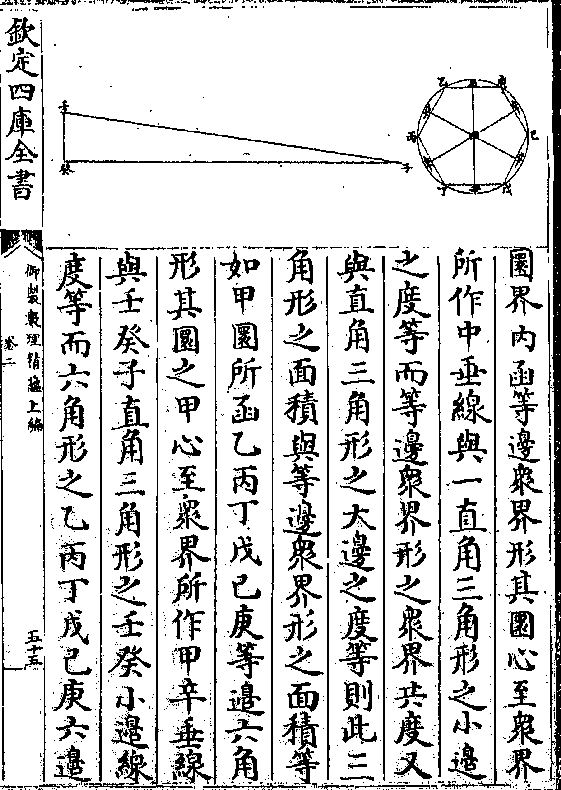 圜界内函等邊衆界形其圜心至衆界
所作中垂線與一直角三角形之小邊
之度等而等邊衆界形之衆界共度又
與直角三角形之大邊之度等則此三
角形之面積與等邊衆界形之面積等
如甲圜所函乙丙丁戊己庚等邊六角
形其圜之甲心至衆界所作甲辛垂線
與壬癸子直角三角形之壬癸小邊線
度等而六角形之乙丙丁戊己庚六邊
欽定四庫全書
御製數理精藴上編
卷二
五十五
乙
庚
丙
己
丁
戊
壬
癸
子